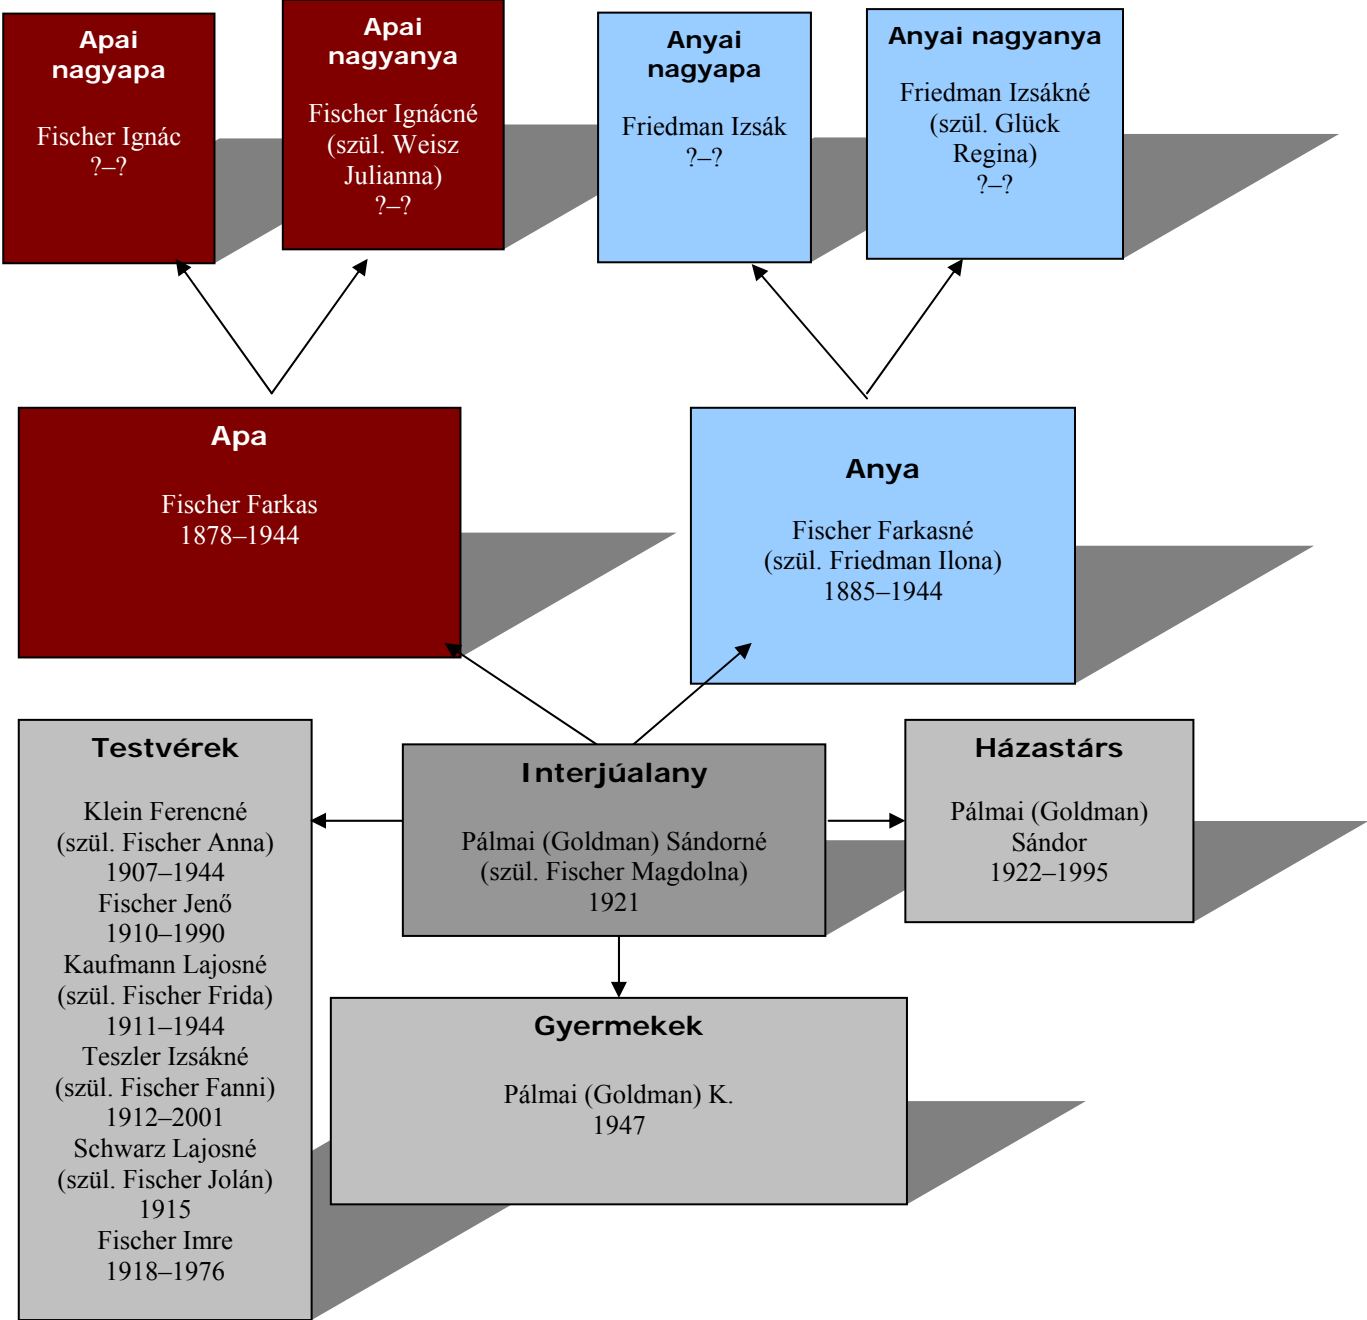 Apai
nagyapa
Fischer Ignác
?–?
Apai
nagyanya
Fischer Ignácné
(szül. Weisz
Julianna)
?–?
Anyai
nagyapa
Friedman Izsák
?–?
Anyai nagyanya
Friedman Izsákné
(szül. Glück
Regina)
?–?
Apa
Fischer Farkas
1878–1944
Anya
Fischer Farkasné
(szül. Friedman Ilona)
1885–1944
Testvérek
Klein Ferencné
(szül. Fischer Anna)
1907–1944
Fischer Jenő
1910–1990
Kaufmann Lajosné
(szül. Fischer Frida)
1911–1944
Teszler Izsákné
(szül. Fischer Fanni)
1912–2001
Schwarz Lajosné
(szül. Fischer Jolán)
1915
Fischer Imre
1918–1976
Interjúalany
Pálmai (Goldman) Sándorné
(szül. Fischer Magdolna)
1921
Házastárs
Pálmai (Goldman)
Sándor
1922–1995
Gyermekek
Pálmai (Goldman) K.
1947